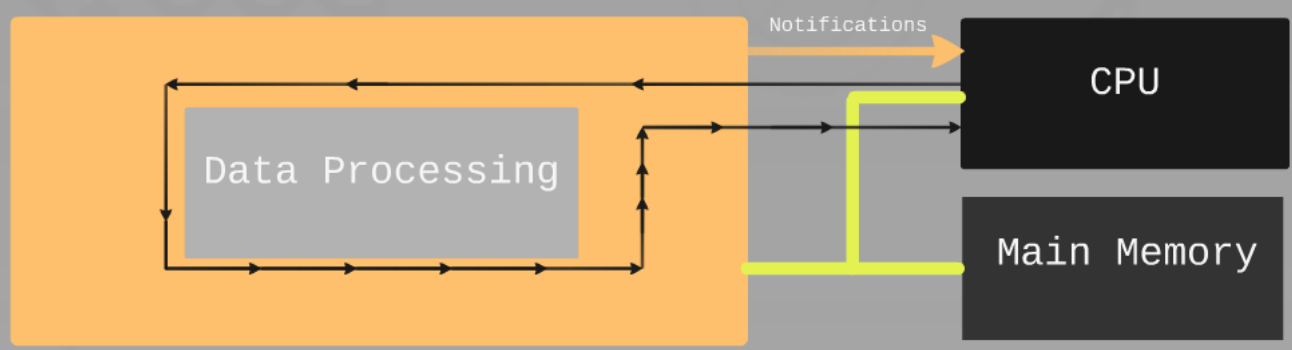 Notifications
CPU
Data Processing
Main Memory